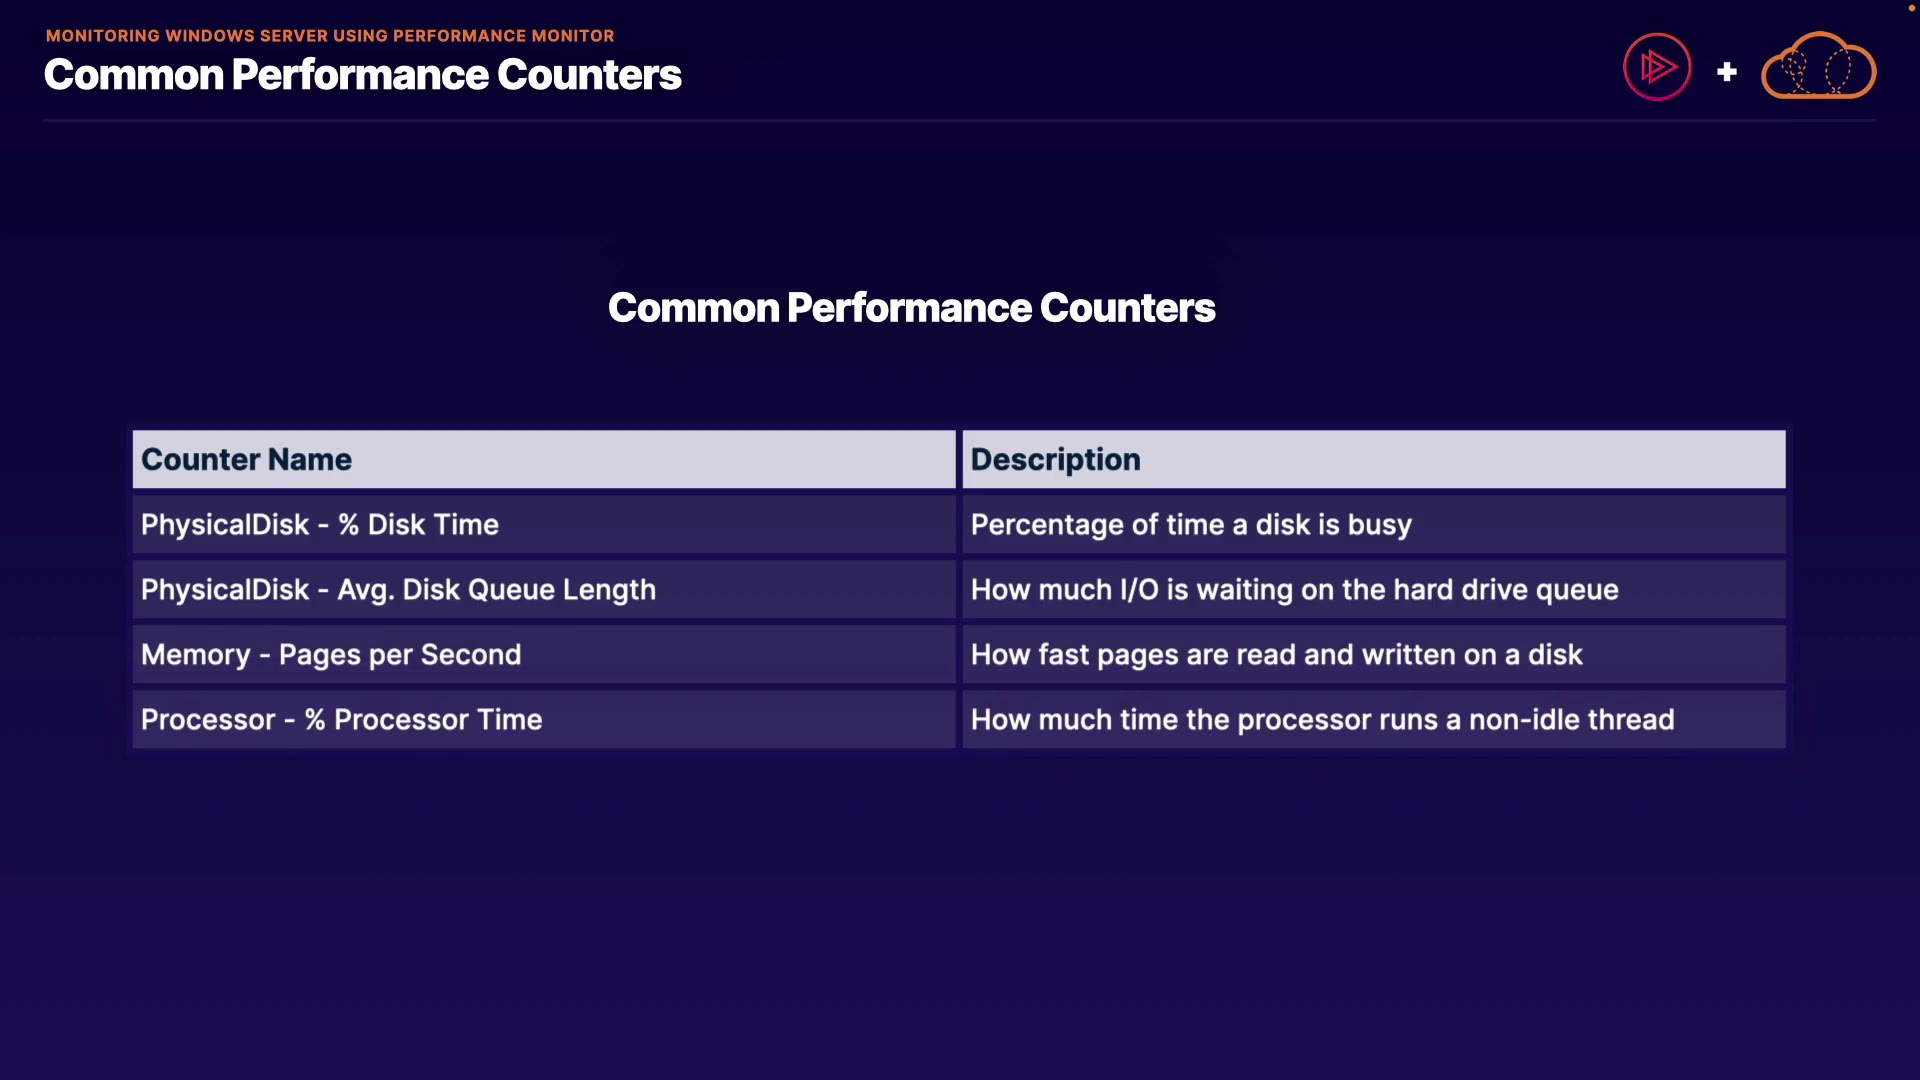 MONITORING WINDOWS SERVER USING PERFORMANCE MONITOR
Common Performance Counters
Common Performance Counters
Counter Name Description
PhysicalDisk - % Disk Time Percentage of time a disk is busy
PhysicalDisk - Avg. Disk Queue Length How much I/O is waiting on the hard drive queue
Memory - Pages per Second How fast pages are read and written on a disk
Processor - % Processor Time How much time the processor runs a non-idle thread